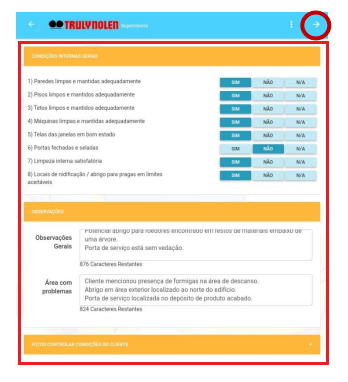 TRULYNOLEN
CONDIÇÕES INTERNAS GERAIS
1) Paredes limpas e mantidas adequadamente SIM NÃO N/A
2) Pisos limpos e mantidos adequadamente SIM NÃO N/A
3) Tetos limpos e mantidos adequadamente SIM NÃO N/A
4) Máquinas limpas e mantidas adequadamente SIM NÃO N/A
5) Telas das janelas em bom estado SIM NÃO N/A
6) Portas fechadas e seladas SIM NÃO N/A
7) Limpeza interna satisfatória SIM NÃO N/A
8) Locais de nidificação / abrigo para pragas em limites SIM NÃO N/A
aceitáveis
OBSERVAÇÕES
Observações
Gerais
Potencial abrigo para roedores encontrado em restos de materiais embaixo de
uma árvore.
Porta de serviço está sem vedação.
876 Caracteres Restantes
Área com
problemas
Cliente mencionou presença de formigas na área de descanso.
Abrigo em área exterior localizado ao norte do edifício.
Porta de serviço localizada no depósito de produto acabado.
824 Caracteres Restantes
FOTOS CONTROLAR CONDIÇÕES DO CLIENTE